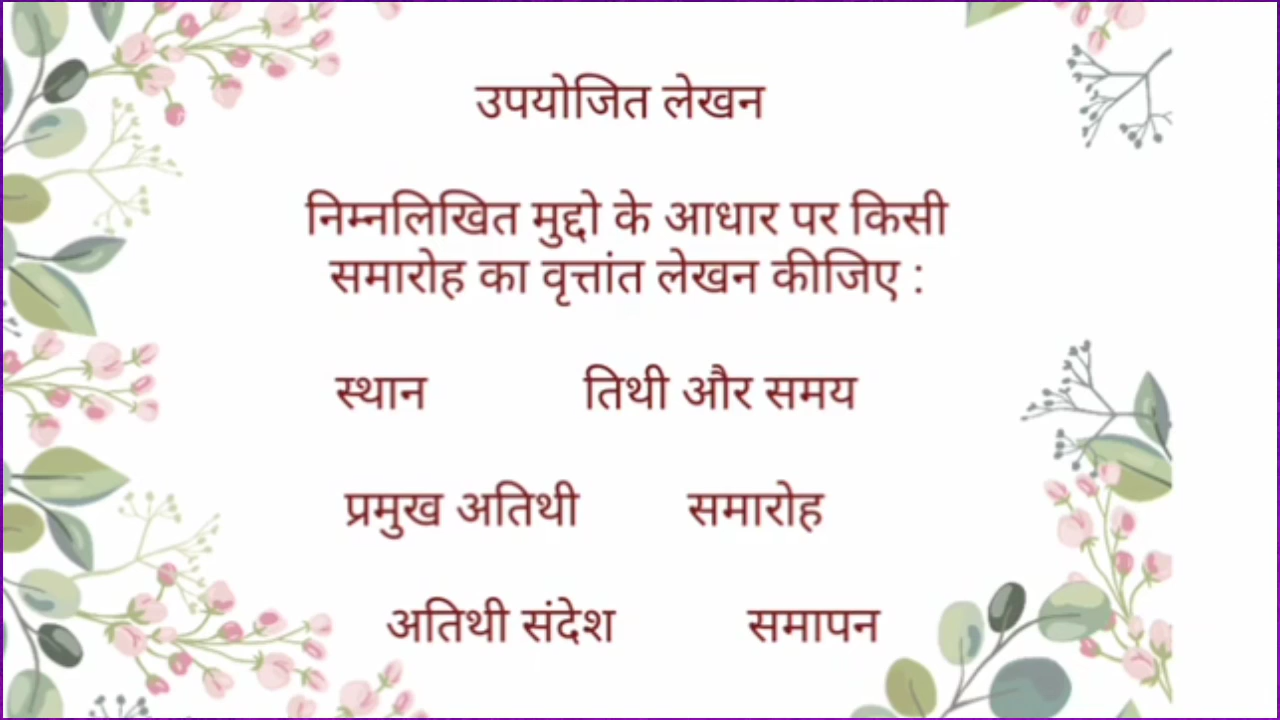 उपयोजित लेखन
निम्नलिखित मुद्दो के आधार पर किसी
समारोह का वृत्तांत लेखन कीजिए :
स्थान तिथी और समय
प्रमुख अतिथी समारोह
अतिथी संदेश समापन